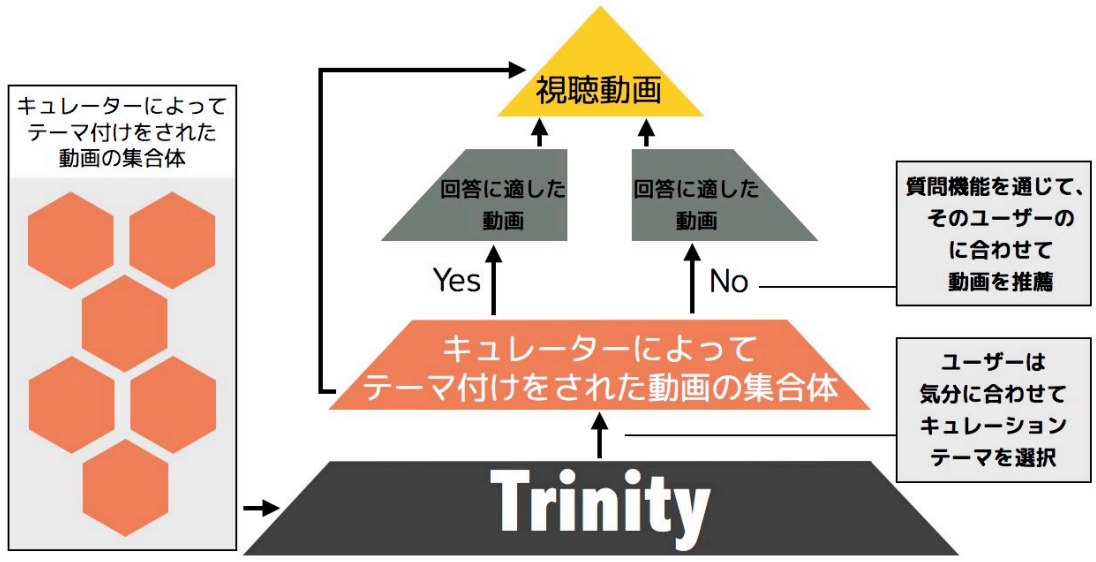 キュレーターによって
テーマ付けをされた
動画の集合体
視聴動画
回答に適した
動画
回答に適した
動画
Yes
No
質問機能を通じて、
そのユーザーの
に合わせて
動画を推薦
キュレーターによって
テーマ付けをされた動画の集合体
ユーザーは
気分に合わせて
キュレーション
テーマを選択
Trinity